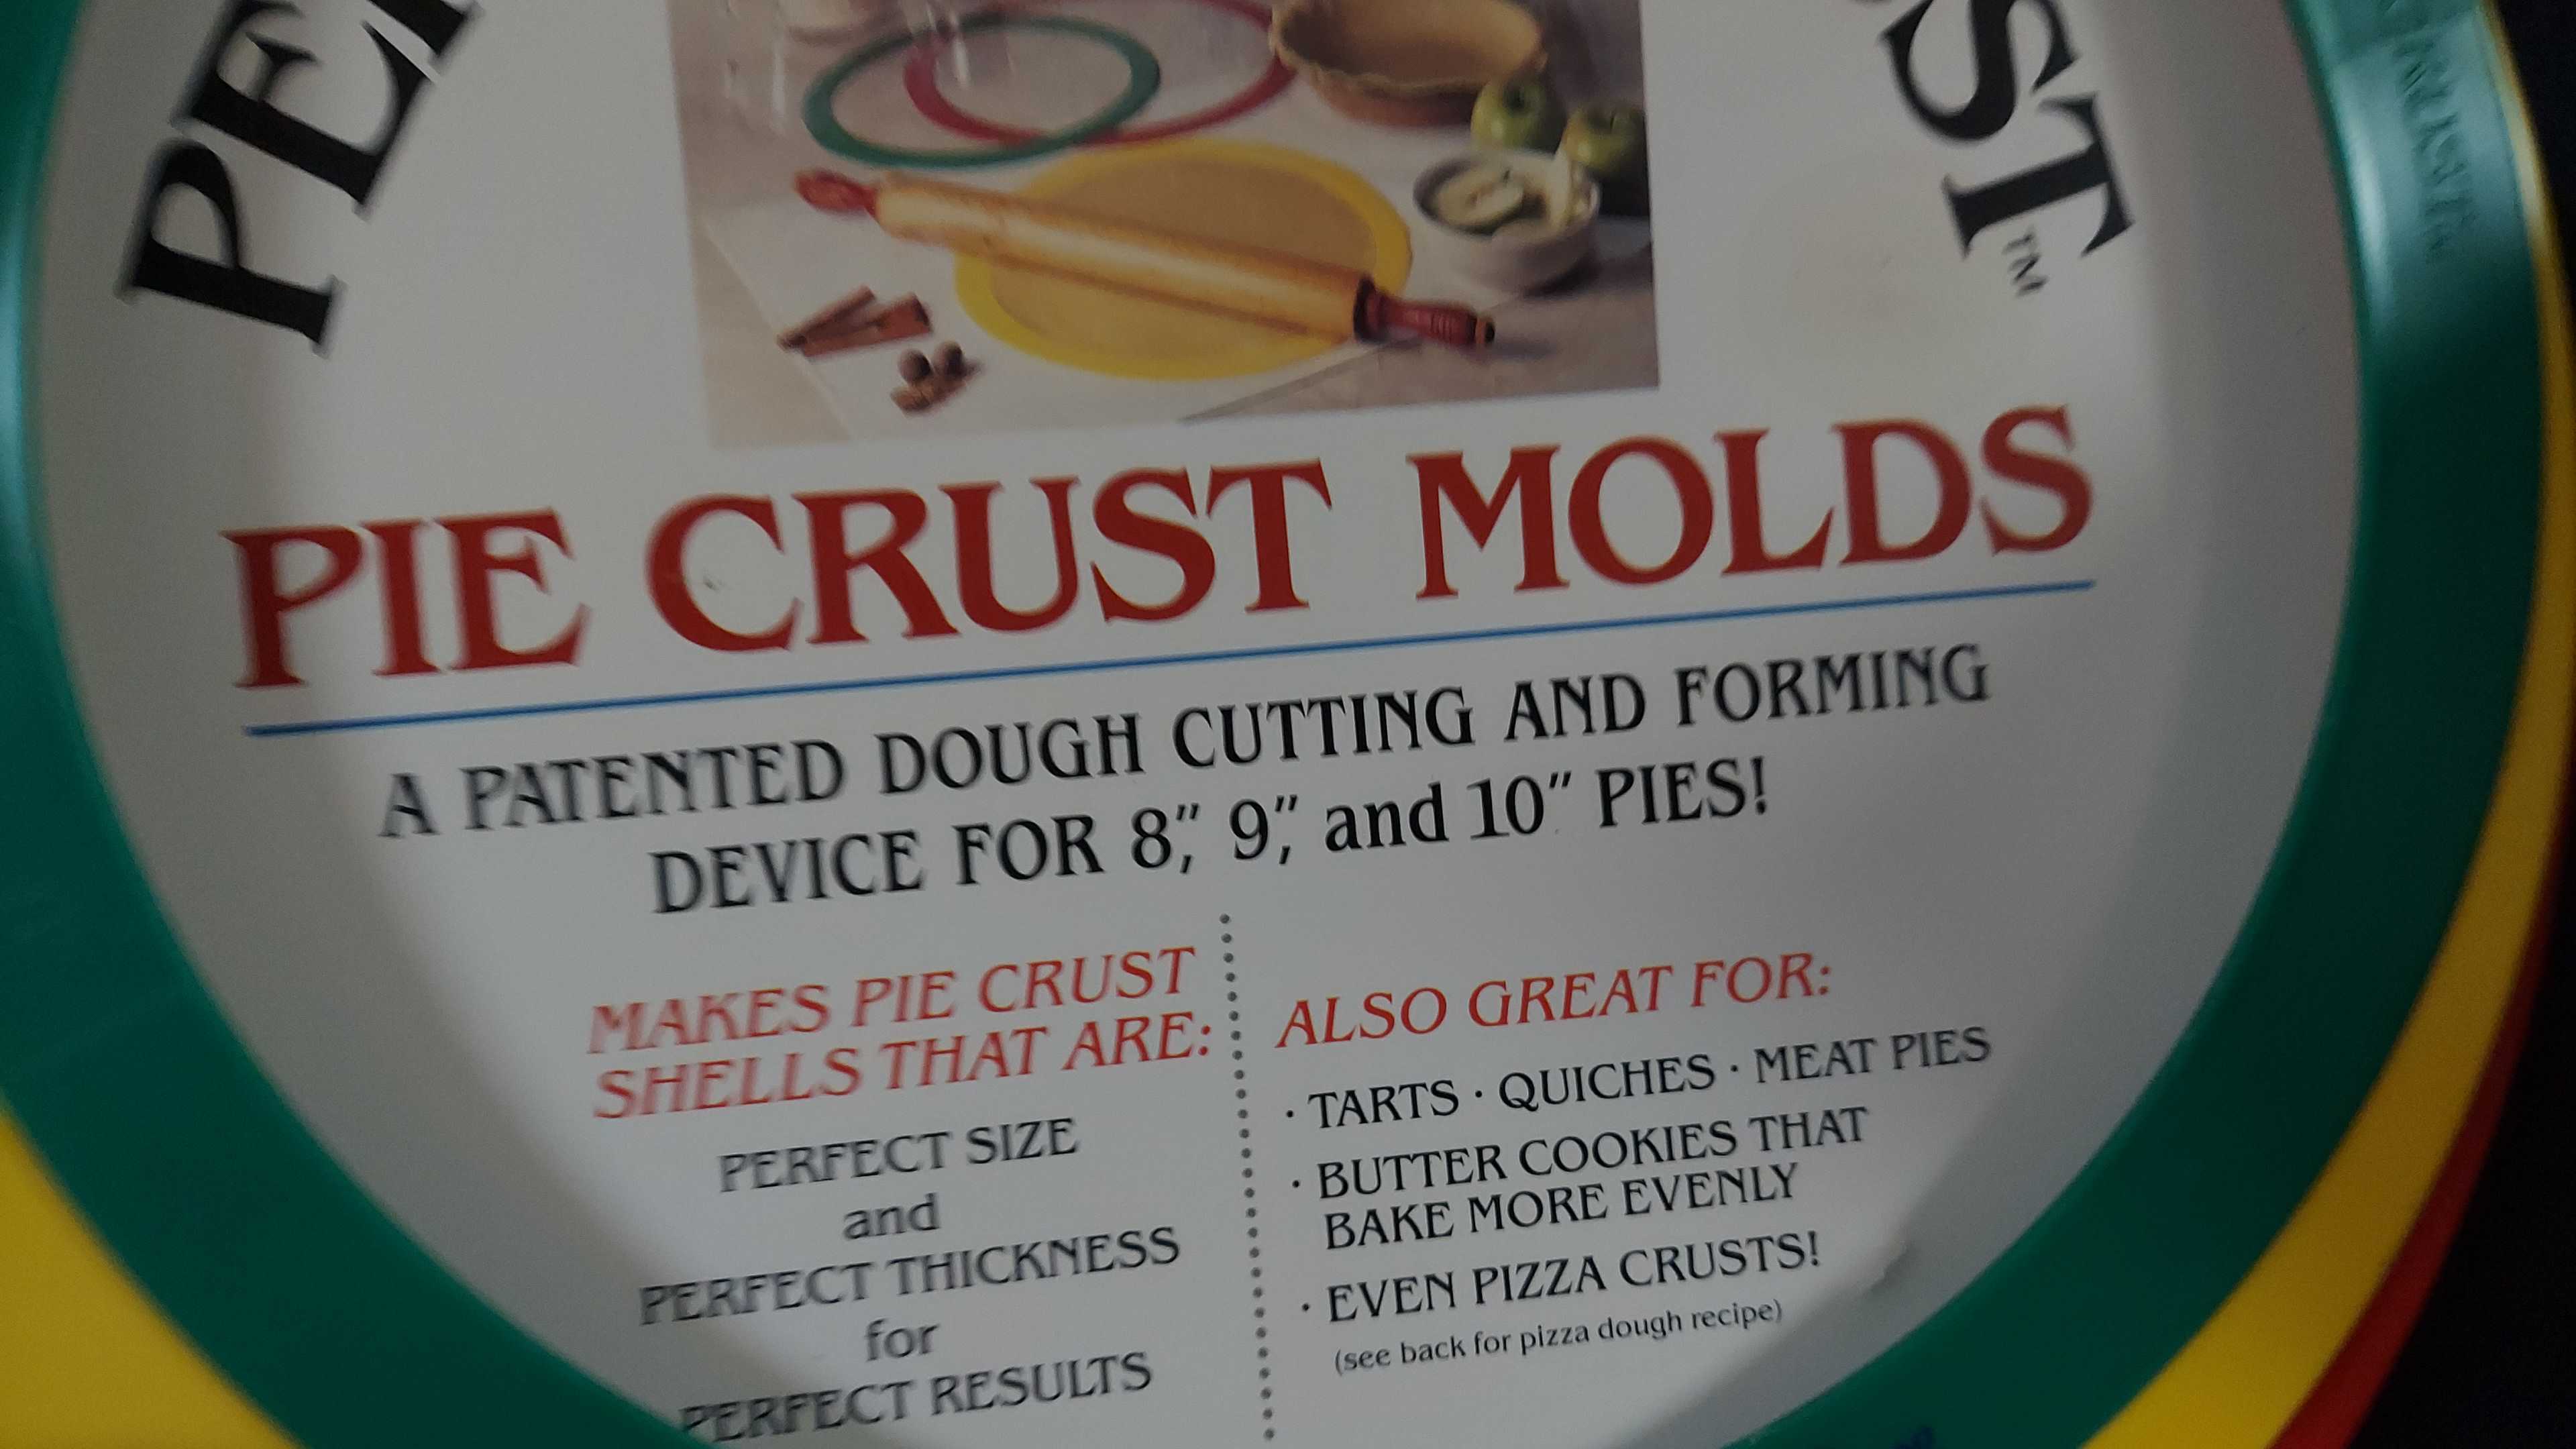 PIE CRUST MOLDS
A PATENTED DOUGH CUTTING AND FORMING
DEVICE FOR 8", 9", and 10" PIES!
MAKES PIE CRUST
SHELLS THAT ARE:
PERFECT SIZE
and
PERFECT THICKNESS
for
PERFECT RESULTS
ALSO GREAT FOR:
· TARTS · QUICHES · MEAT PIES
· BUTTER COOKIES THAT
BAKE MORE EVENLY
· EVEN PIZZA CRUSTS!
(see back for pizza dough recipe)